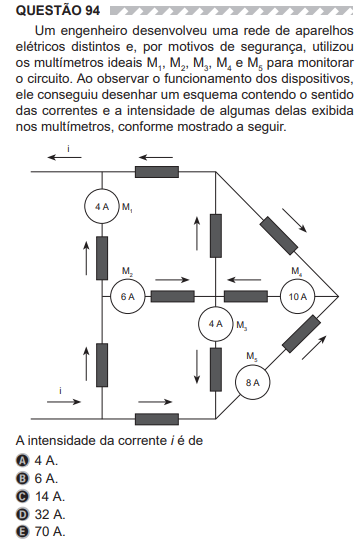 QUESTÃO 94
Um engenheiro desenvolveu uma rede de aparelhos
elétricos distintos e, por motivos de segurança, utilizou
os multímetros ideais M₁, M₂, M₃, M₄ e M₅ para monitorar
o circuito. Ao observar o funcionamento dos dispositivos,
ele conseguiu desenhar um esquema contendo o sentido
das correntes e a intensidade de algumas delas exibida
nos multímetros, conforme mostrado a seguir.
i
4 A M₁
M₂ M₄
6 A 10 A
4 A M₃
M₅
8 A
i
A intensidade da corrente i é de
A 4 A.
B 6 A.
C 14 A.
D 32 A.
E 70 A.